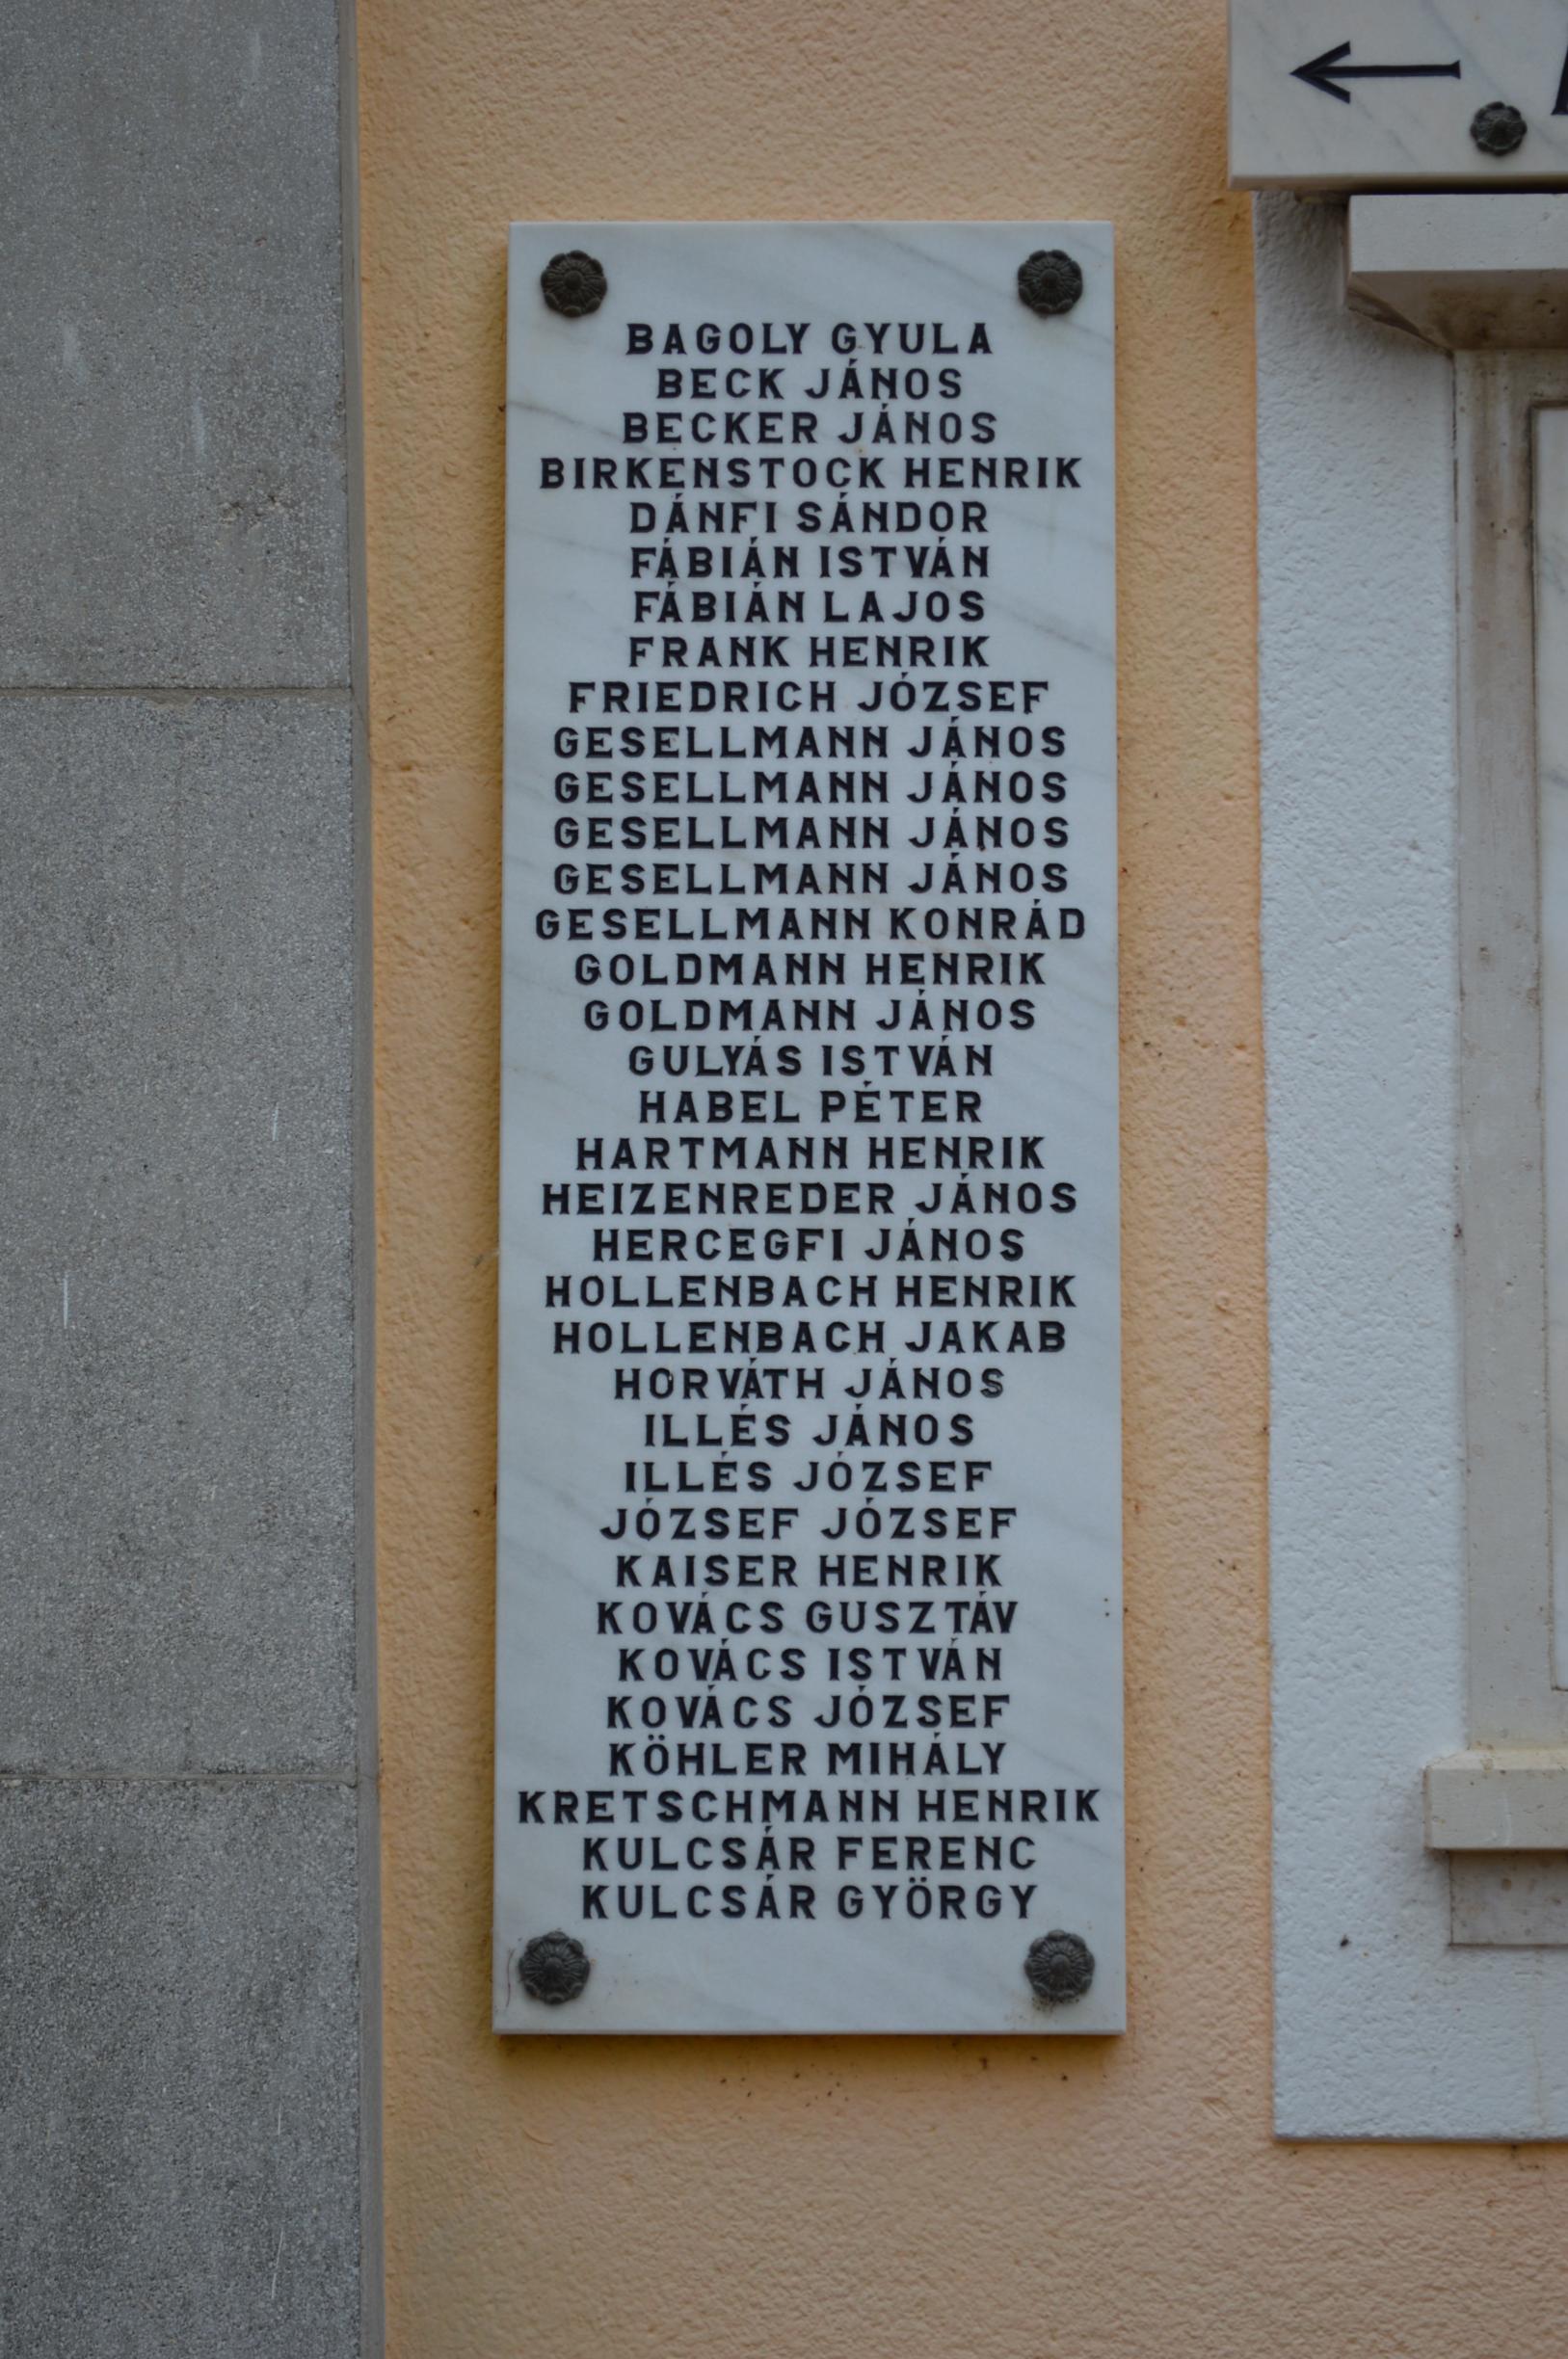 ←
BAGOLY GYULA
BECK JÁNOS
BECKER JÁNOS
BIRKENSTOCK HENRIK
DÁNFI SÁNDOR
FÁBIÁN ISTVÁN
FÁBIÁN LAJOS
FRANK HENRIK
FRIEDRICH JÓZSEF
GESELLMANN JÁNOS
GESELLMANN JÁNOS
GESELLMANN JÁNOS
GESELLMANN JÁNOS
GESELLMANN KONRÁD
GOLDMANN HENRIK
GOLDMANN JÁNOS
GULYÁS ISTVÁN
HABEL PÉTER
HARTMANN HENRIK
HEIZENREDER JÁNOS
HERCEGFI JÁNOS
HOLLENBACH HENRIK
HOLLENBACH JAKAB
HORVÁTH JÁNOS
ILLÉS JÁNOS
ILLÉS JÓZSEF
JÓZSEF JÓZSEF
KAISER HENRIK
KOVÁCS GUSZTÁV
KOVÁCS ISTVÁN
KOVÁCS JÓZSEF
KÖHLER MIHÁLY
KRETSCHMANN HENRIK
KULCSÁR FERENC
KULCSÁR GYÖRGY